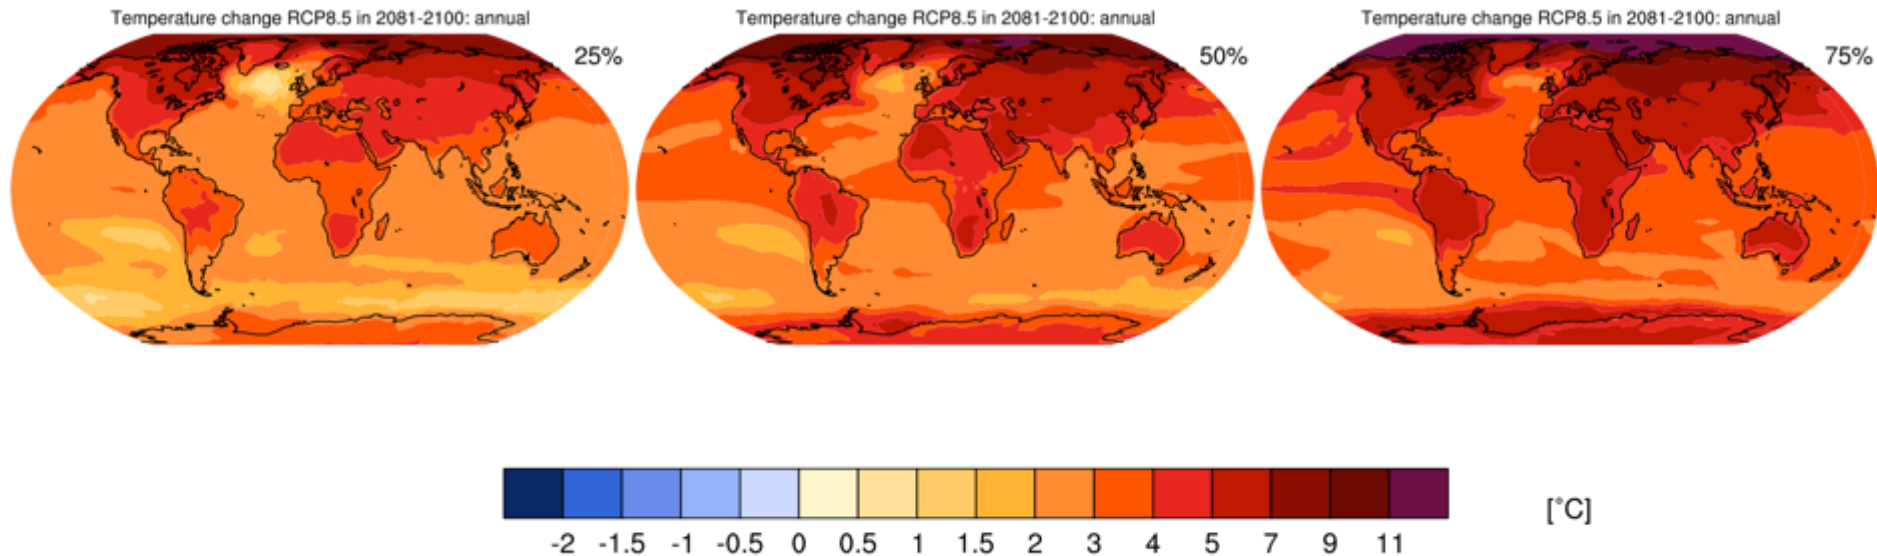 Temperature change RCP8.5 in 2081-2100: annual
25%
Temperature change RCP8.5 in 2081-2100: annual
50%
Temperature change RCP8.5 in 2081-2100: annual
75%
-2 -1.5 -1 -0.5 0 0.5 1 1.5 2 3 4 5 7 9 11
[°C]